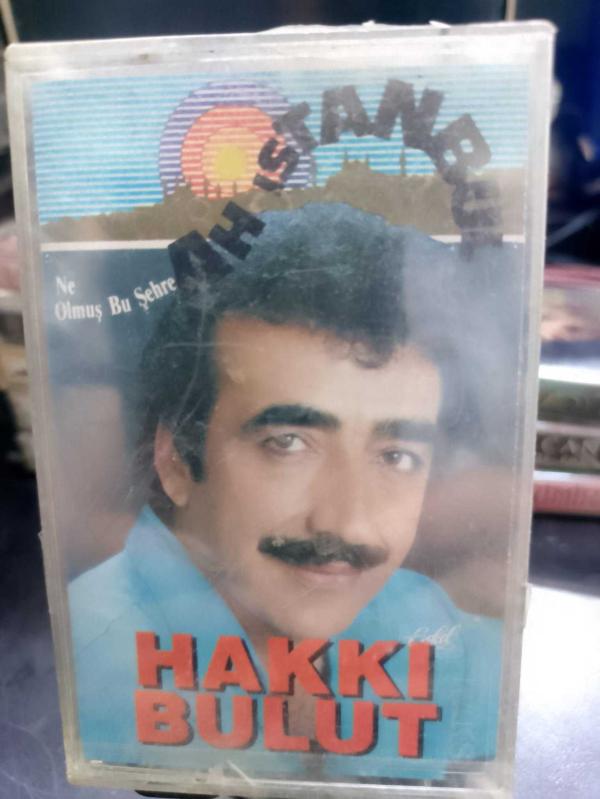 AH İSTANBUL
Ne
Olmuş Bu Şehre
HAKKI
BULUT